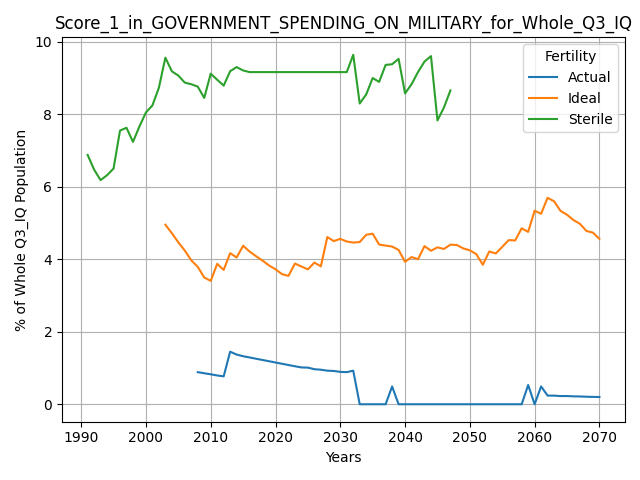 Score_1_in_GOVERNMENT_SPENDING_ON_MILITARY_for_Whole_Q3_IQ
10
8
6
4
2
0
% of Whole Q3_IQ Population
Fertility
Actual
Ideal
Sterile
1990 2000 2010 2020 2030 2040 2050 2060 2070
Years